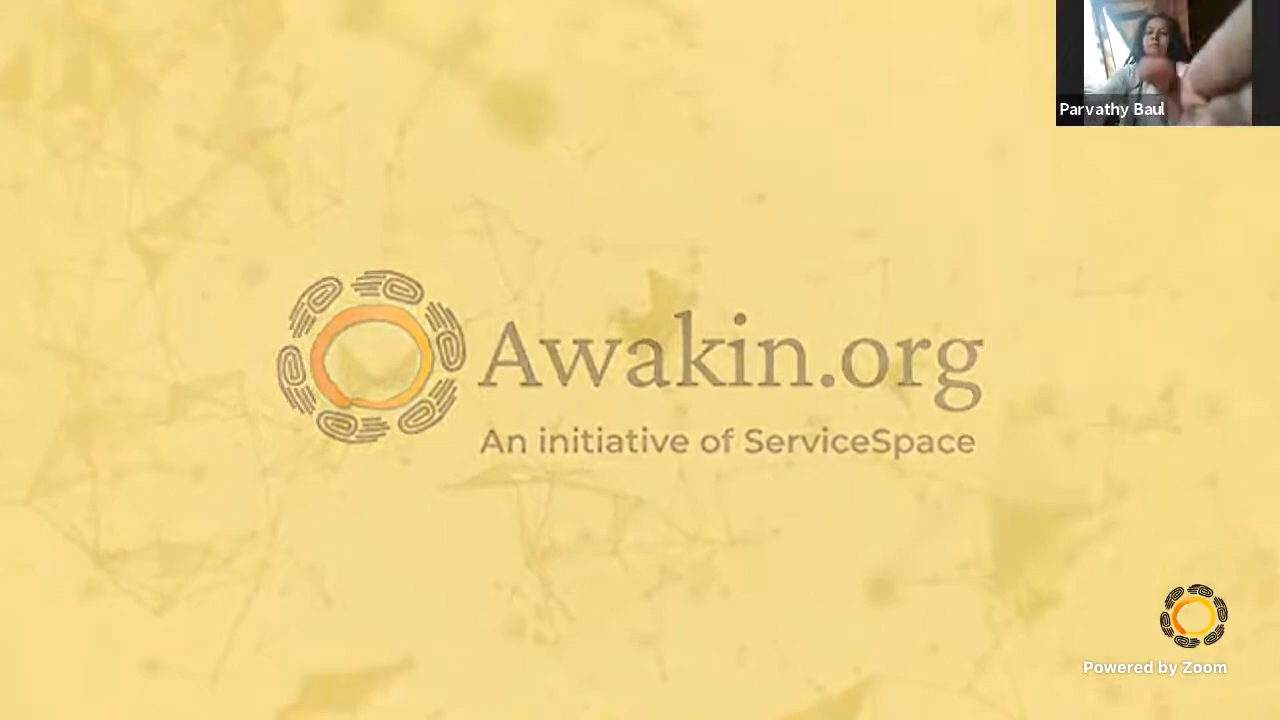 Parvathy Baul
Awakin.org
An initiative of ServiceSpace
Powered by Zoom